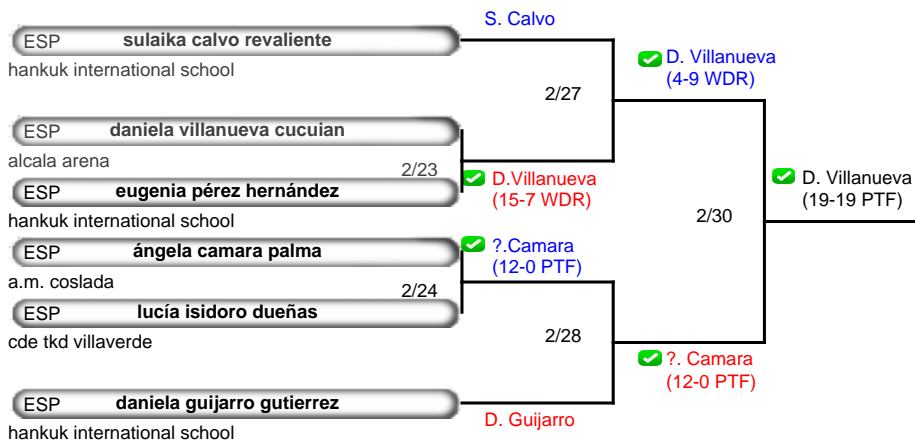 S. Calvo
ESP sulaika calvo revaliente
hankuk international school
D. Villanueva
(4-9 WDR)
2/27
ESP daniela villanueva cucuian
alcala arena
2/23
D.Villanueva
(15-7 WDR)
ESP eugenia pérez hernández
hankuk international school
D. Villanueva
(19-19 PTF)
2/30
ESP ángela camara palma
a.m. coslada
?.Camara
(12-0 PTF)
2/24
ESP lucía isidoro dueñas
cde tkd villaverde
2/28
?. Camara
(12-0 PTF)
ESP daniela guijarro gutierrez
hankuk international school
D. Guijarro